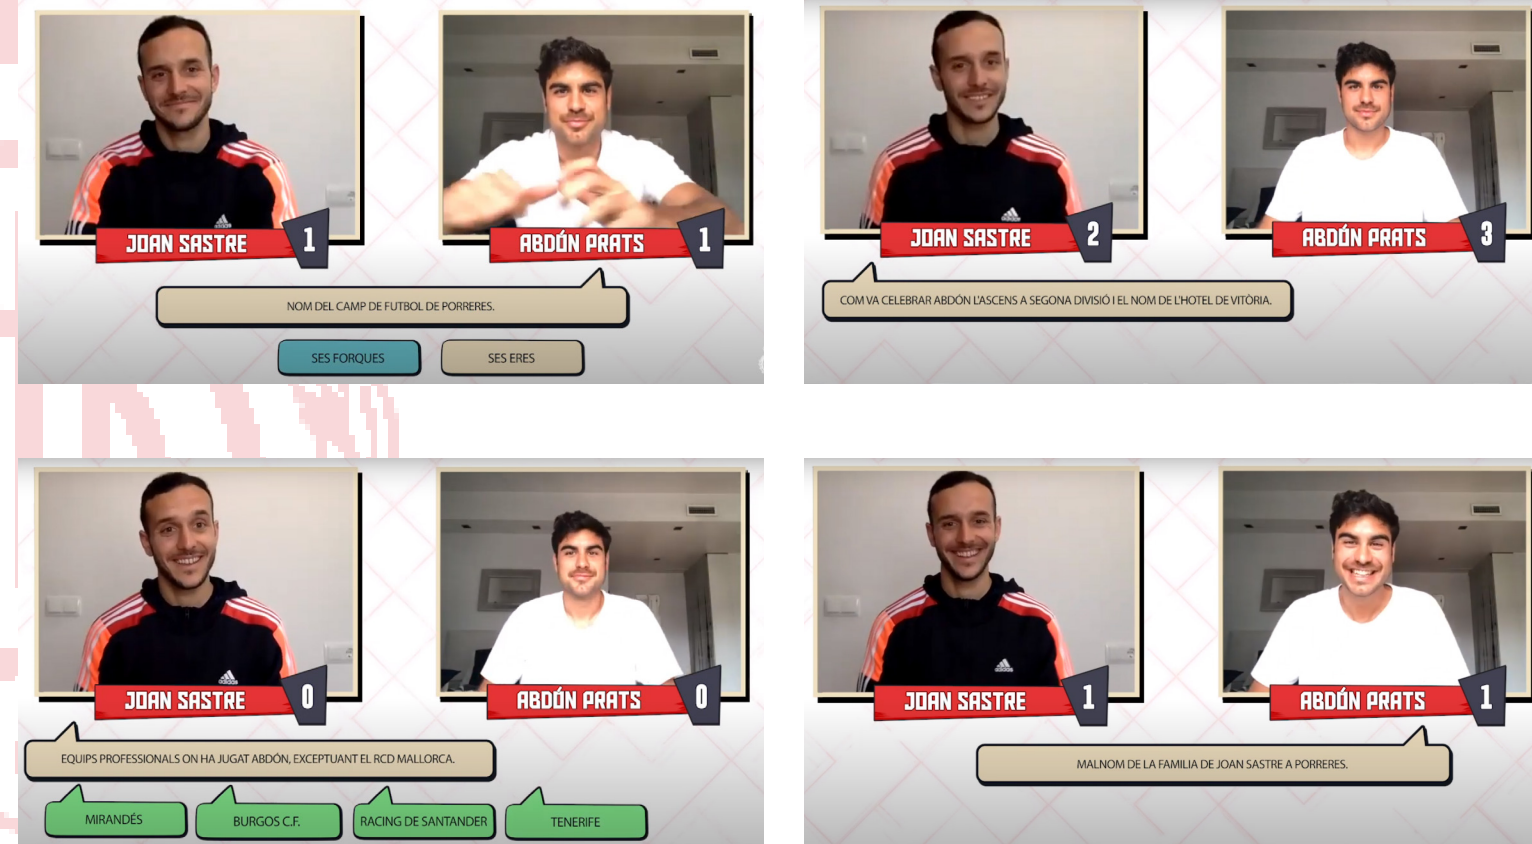 JOAN SASTRE 1
ABDÓN PRATS 1
NOM DEL CAMP DE FUTBOL DE PORRERES.
SES FORQUES
SES ERES
JOAN SASTRE 2
ABDÓN PRATS 3
COM VA CELEBRAR ABDÓN L'ASCENS A SEGONA DIVISIÓ I EL NOM DE L'HOTEL DE VITÒRIA.
JOAN SASTRE 0
ABDÓN PRATS 0
EQUIPS PROFESSIONALS ON HA JUGAT ABDÓN, EXCEPTUANT EL RCD MALLORCA.
MIRANDÉS
BURGOS C.F.
RACING DE SANTANDER
TENERIFE
JOAN SASTRE 1
ABDÓN PRATS 1
MALNOM DE LA FAMILIA DE JOAN SASTRE A PORRERES.